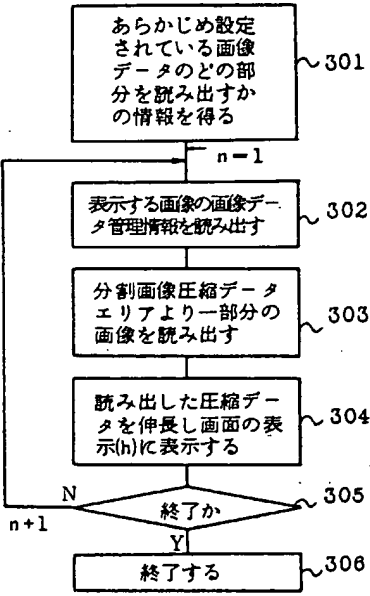 あらかじめ設定
されている画像
データのどの部
分を読み出すか
の情報を得る
301
n=1
表示する画像の画像デー
タ管理情報を読み出す
302
分割画像圧縮データ
エリアより一部分の
画像を読み出す
303
読み出した圧縮デー
タを伸長し画面の表
示(h)に表示する
304
終了か
305
N
n+1
Y
終了する
306